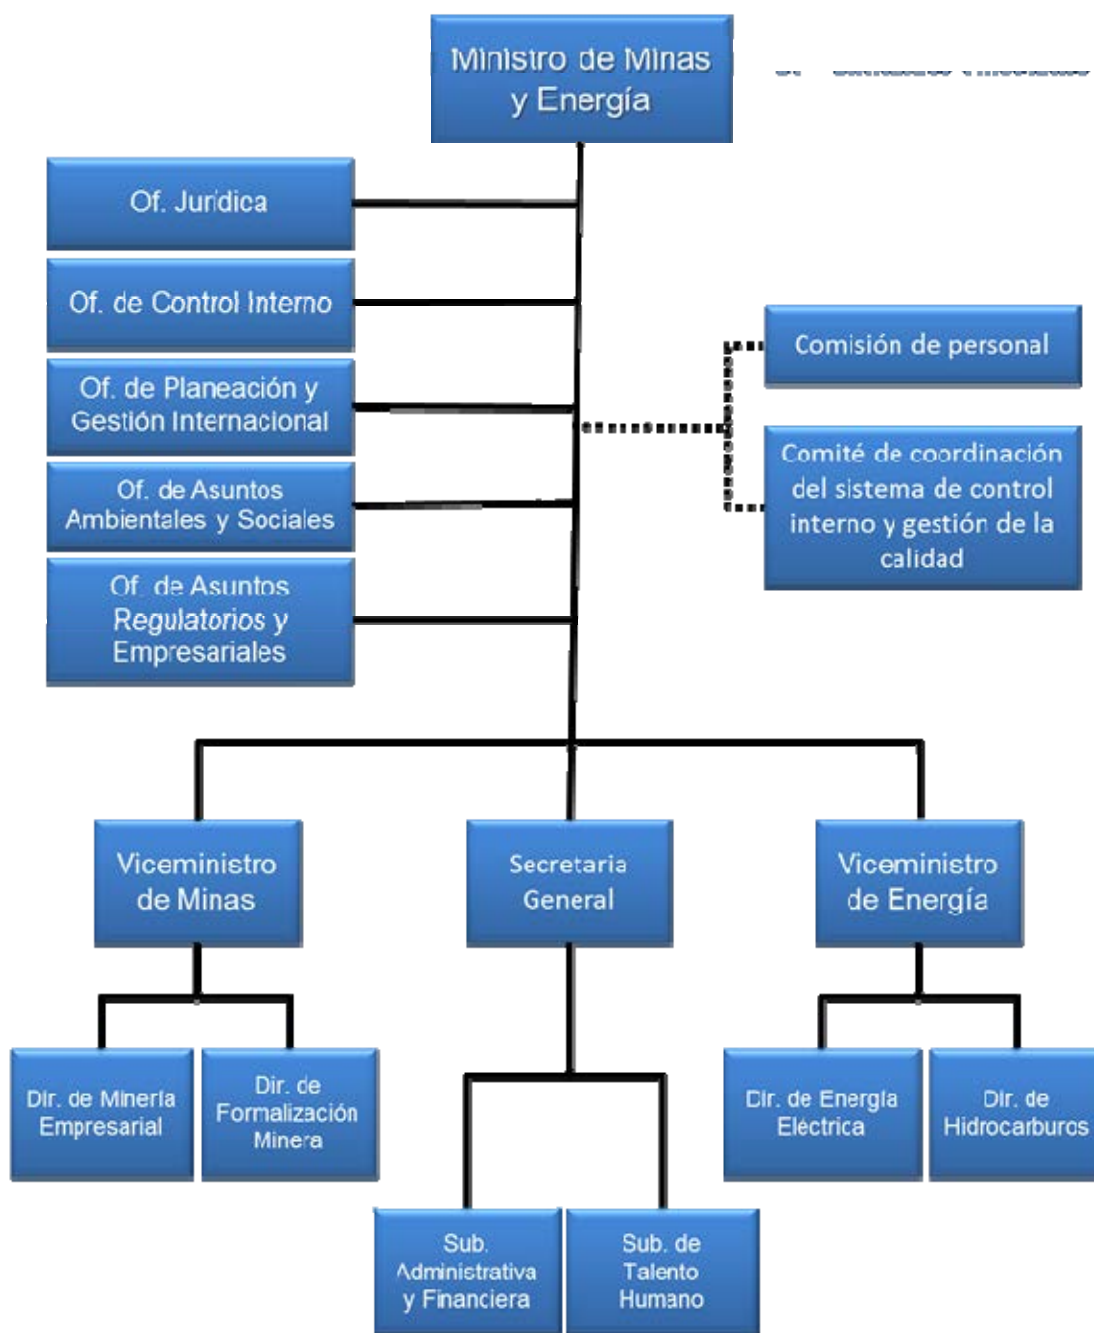 Ministro de Minas
y Energía
Of. Jurídica
Of. de Control Interno
Of. de Planeación y
Gestión Internacional
Of. de Asuntos
Ambientales y Sociales
Of. de Asuntos
Regulatorios y
Empresariales
Comisión de personal
Comité de coordinación
del sistema de control
interno y gestión de la
calidad
Viceministro
de Minas
Secretaria
General
Viceministro
de Energía
Dir. de Minería
Empresarial
Dir. de
Formalización
Minera
Dir. de Energía
Eléctrica
Dir. de
Hidrocarburos
Sub.
Administrativa
y Financiera
Sub. de
Talento
Humano